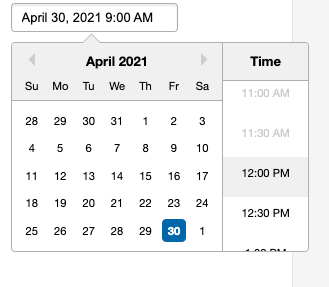 April 30, 2021 9:00 AM
April 2021
Time
Su Mo Tu We Th Fr Sa
28 29 30 31 1 2 3
4 5 6 7 8 9 10
11 12 13 14 15 16 17
18 19 20 21 22 23 24
25 26 27 28 29 30 1
11:00 AM
11:30 AM
12:00 PM
12:30 PM
1:00 PM